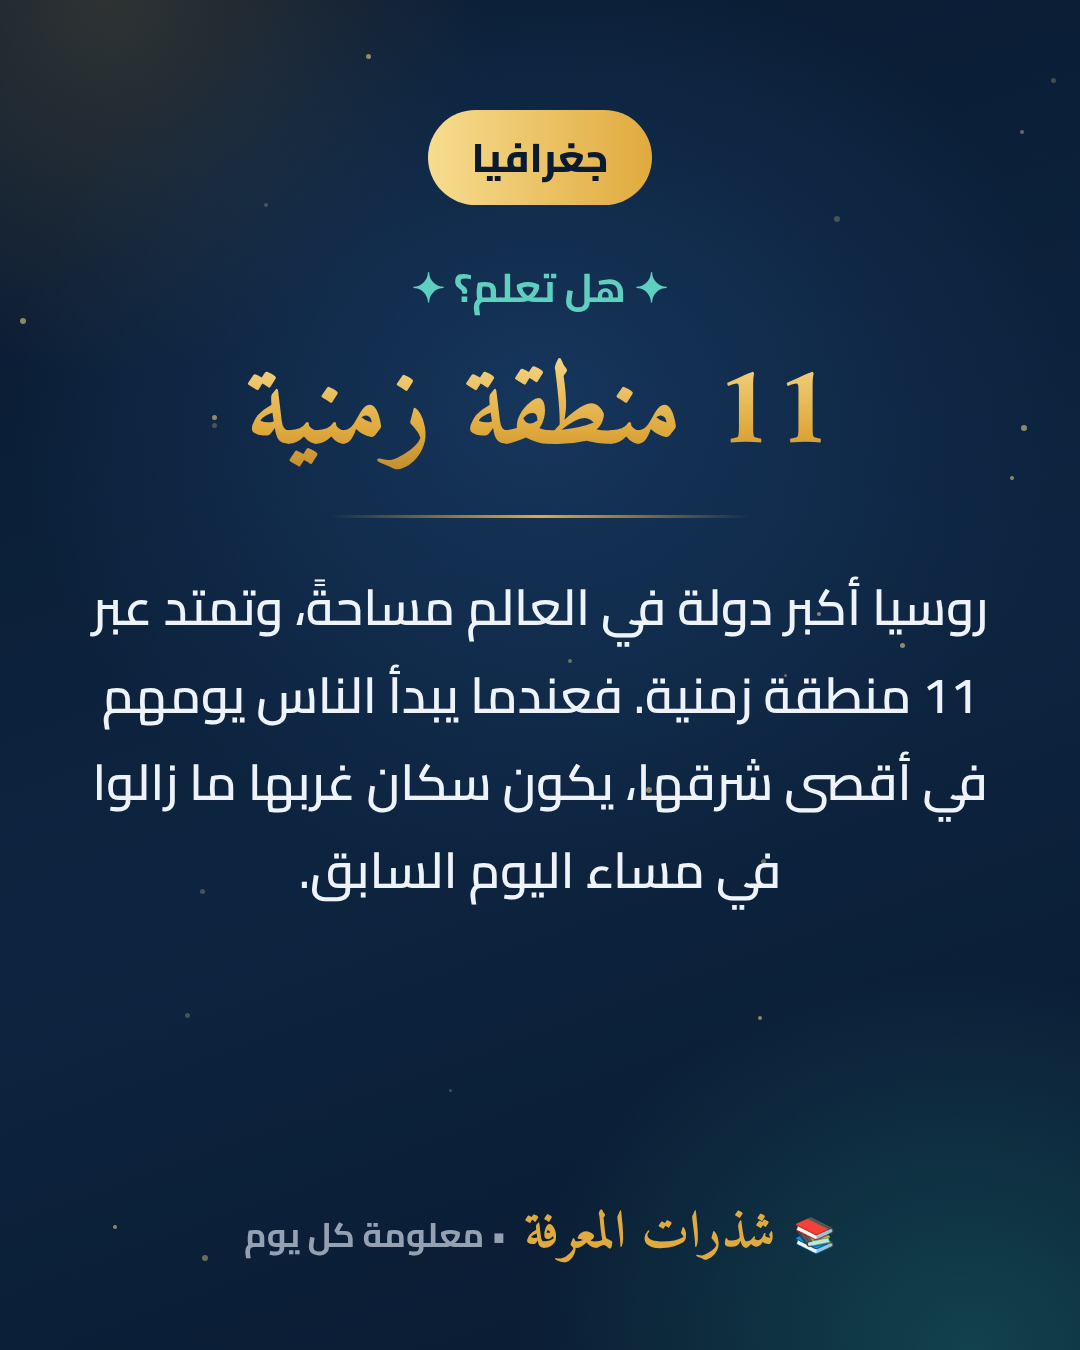 جغرافيا
✦ هل تعلم؟ ✦
11 منطقة زمنية
روسيا أكبر دولة في العالم مساحةً، وتمتد عبر
11 منطقة زمنية. فعندما يبدأ الناس يومهم
في أقصى شرقها، يكون سكان غربها ما زالوا
في مساء اليوم السابق.
📚 شذرات المعرفة ▪ معلومة كل يوم